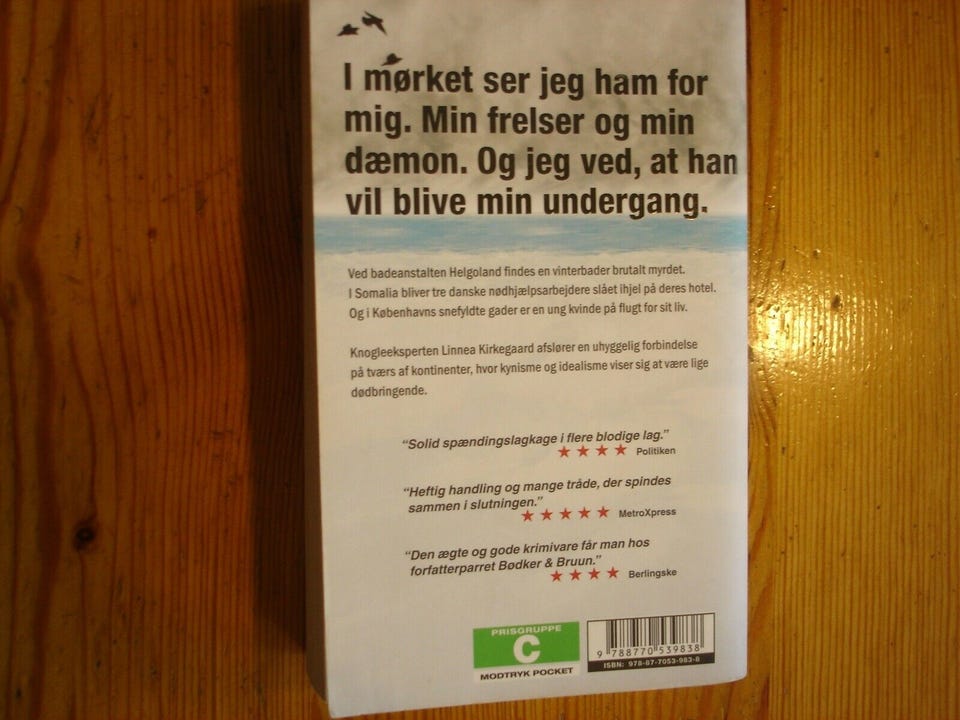 I mørket ser jeg ham for
mig. Min frelser og min
dæmon. Og jeg ved, at han
vil blive min undergang.
Ved badeanstalten Helgoland findes en vinterbader brutalt myrdet.
I Somalia bliver tre danske nødhjælpsarbejdere slået ihjel på deres hotel.
Og i Københavns snefyldte gader er en ung kvinde på flugt for sit liv.
Knogleeksperten Linnea Kirkegaard afslører en uhyggelig forbindelse
på tværs af kontinenter, hvor kynisme og idealisme viser sig at være lige
dødbringende.
“Solid spændingslagkage i flere blodige lag.”
★ ★ ★ ★ Politiken
“Heftig handling og mange tråde, der spindes
sammen i slutningen.”
★ ★ ★ ★ ★ MetroXpress
“Den ægte og gode krimivare får man hos
forfatterparret Bødker & Bruun.”
★ ★ ★ ★ Berlingske
PRISGRUPPE
C
MODTRYK POCKET
9 788770 539838
ISBN: 978-87-7053-983-8